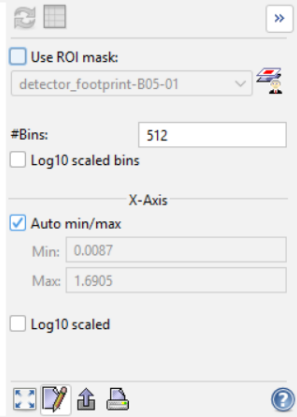 »
Use ROI mask:
detector_footprint-B05-01
#Bins: 512
Log10 scaled bins
X-Axis
Auto min/max
Min: 0.0087
Max: 1.6905
Log10 scaled
?